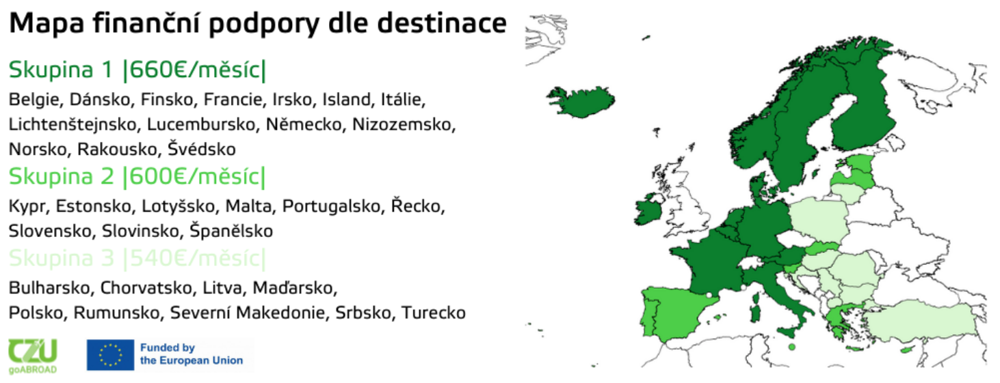 Mapa finanční podpory dle destinace
Skupina 1 |660€/měsíc|
Belgie, Dánsko, Finsko, Francie, Irsko, Island, Itálie,
Lichtenštejnsko, Lucembursko, Německo, Nizozemsko,
Norsko, Rakousko, Švédsko
Skupina 2 |600€/měsíc|
Kypr, Estonsko, Lotyšsko, Malta, Portugalsko, Řecko,
Slovensko, Slovinsko, Španělsko
Skupina 3 |540€/měsíc|
Bulharsko, Chorvatsko, Litva, Maďarsko,
Polsko, Rumunsko, Severní Makedonie, Srbsko, Turecko
CZU
goABROAD
Funded by
the European Union